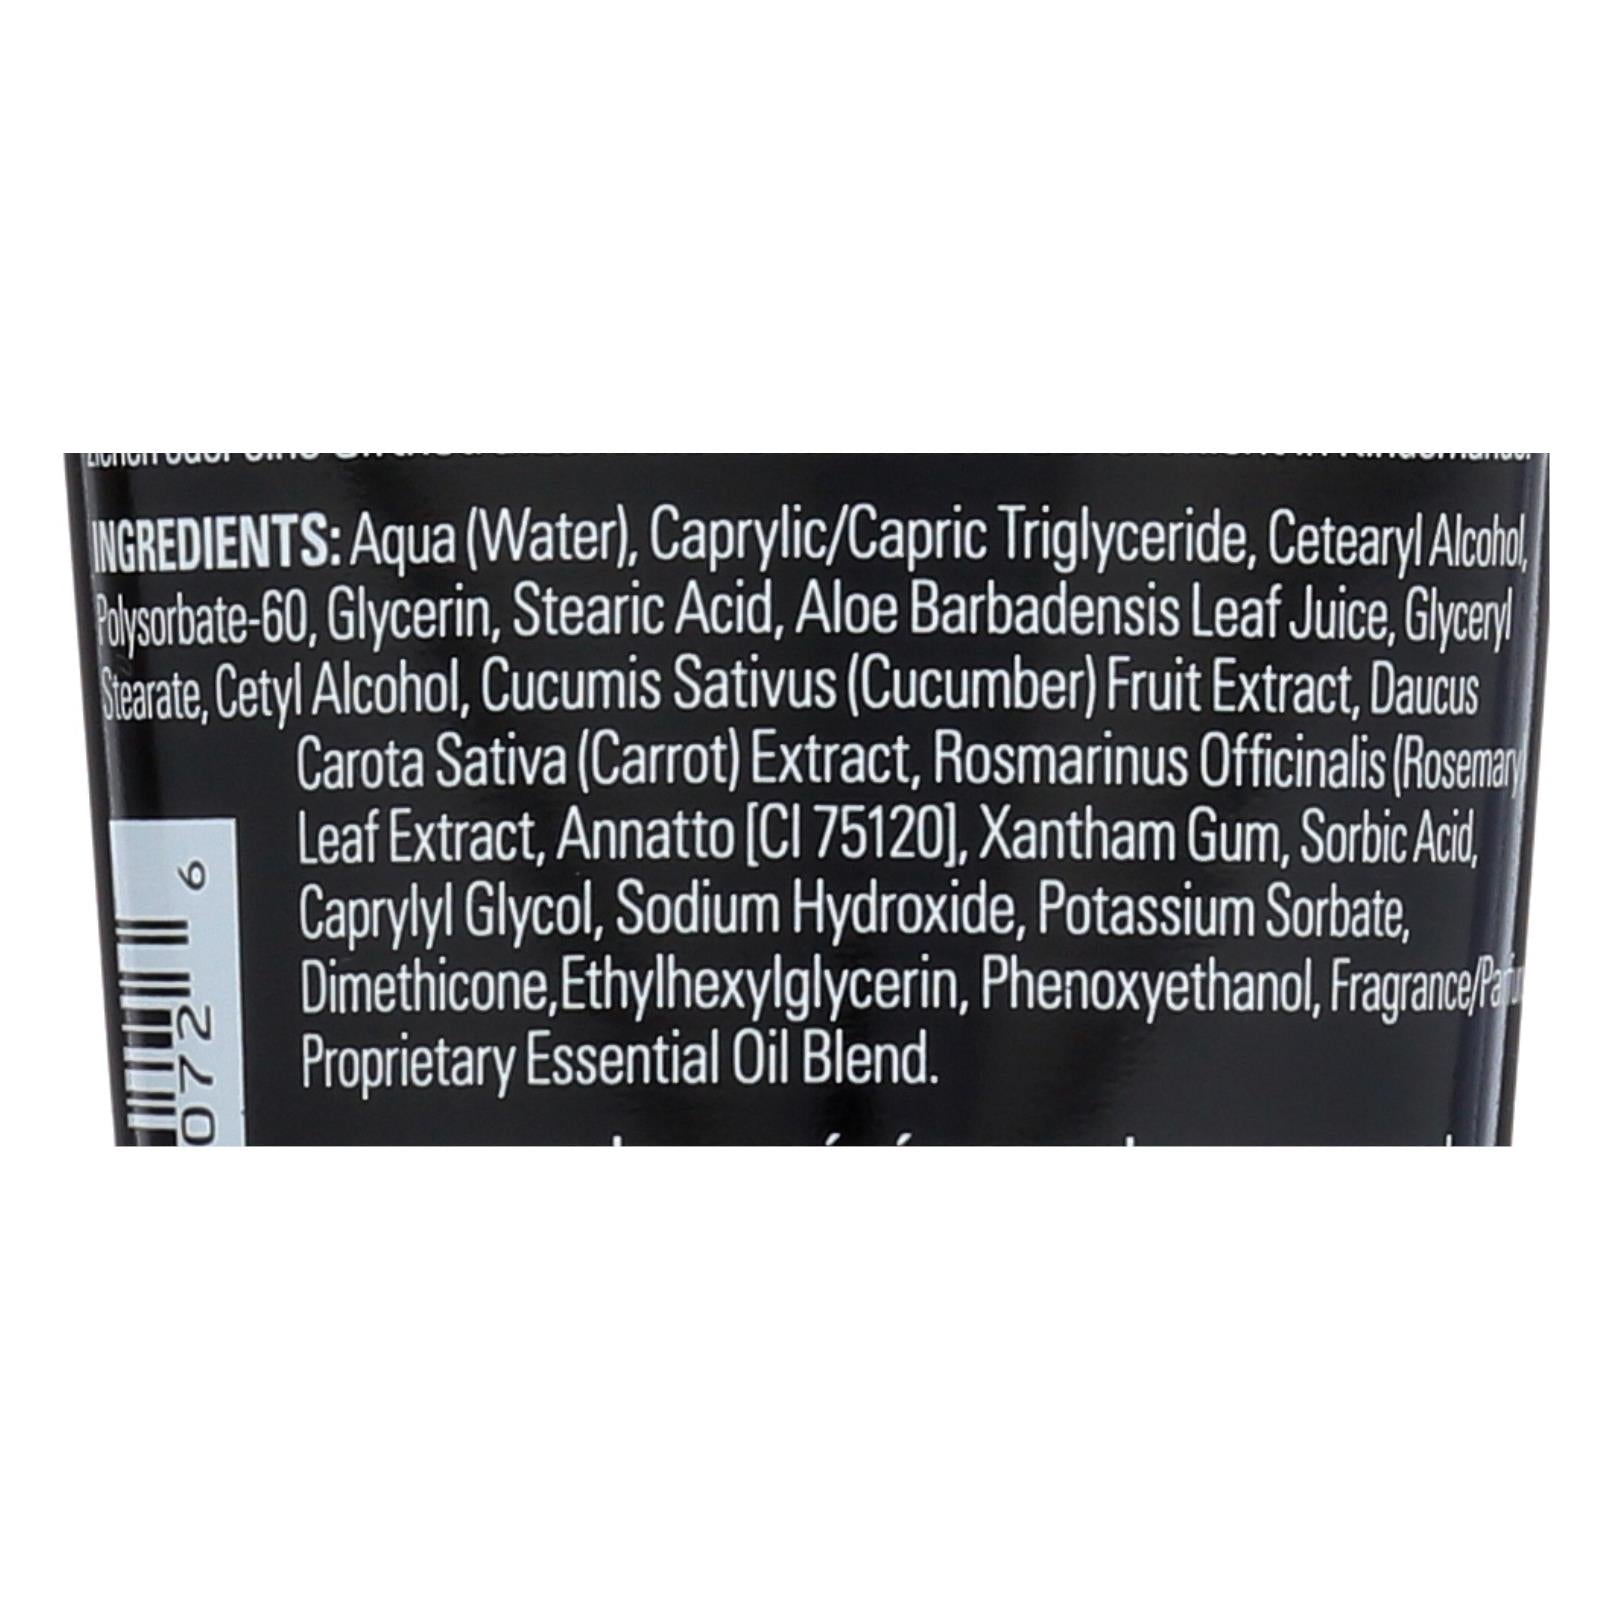 INGREDIENTS: Aqua (Water), Caprylic/Capric Triglyceride, Cetearyl Alcohol,
Polysorbate-60, Glycerin, Stearic Acid, Aloe Barbadensis Leaf Juice, Glyceryl
Stearate, Cetyl Alcohol, Cucumis Sativus (Cucumber) Fruit Extract, Daucus
Carota Sativa (Carrot) Extract, Rosmarinus Officinalis (Rosemary)
Leaf Extract, Annatto [CI 75120], Xantham Gum, Sorbic Acid,
Caprylyl Glycol, Sodium Hydroxide, Potassium Sorbate,
Dimethicone,Ethylhexylglycerin, Phenoxyethanol, Fragrance/Parfum
Proprietary Essential Oil Blend.
072 6